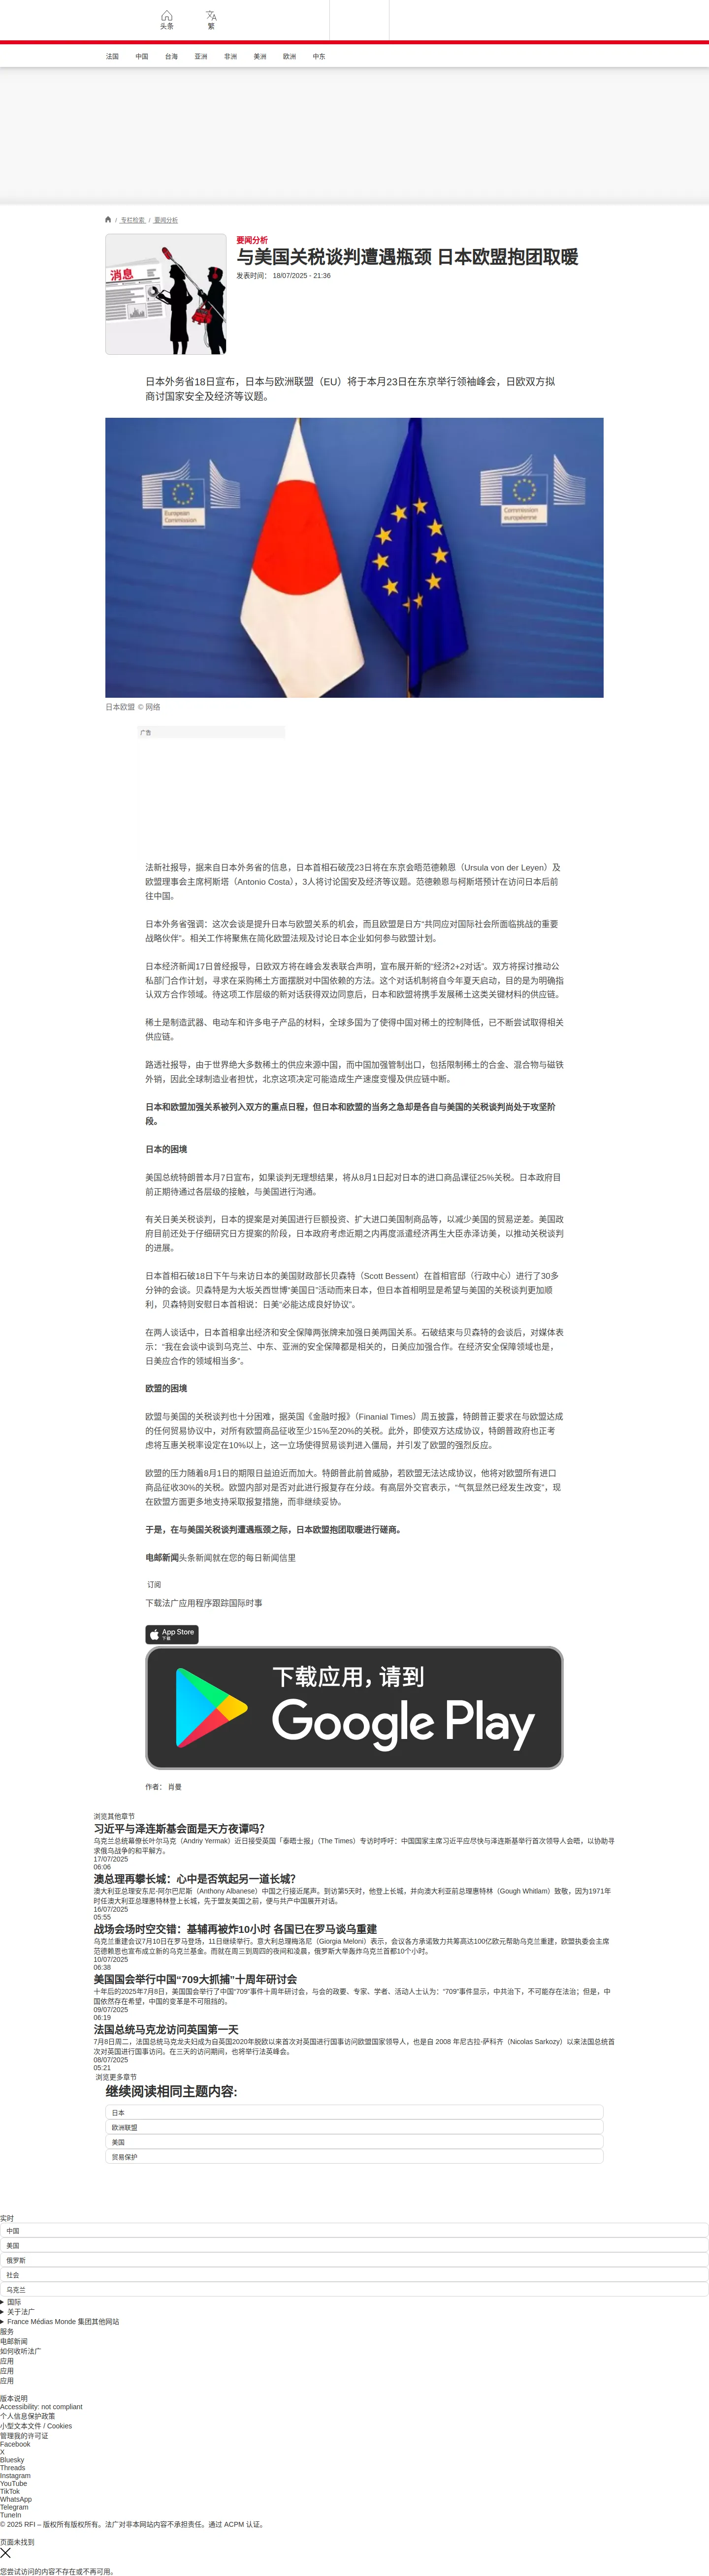 头条
繁
法国 中国 台海 亚洲 非洲 美洲 欧洲 中东
/ 专栏检索 / 要闻分析
消息
要闻分析
与美国关税谈判遭遇瓶颈 日本欧盟抱团取暖
发表时间： 18/07/2025 - 21:36
日本外务省18日宣布，日本与欧洲联盟（EU）将于本月23日在东京举行领袖峰会，日欧双方拟
商讨国家安全及经济等议题。
European
Commission
Commission
européenne
日本欧盟 © 网络
广告
法新社报导，据来自日本外务省的信息，日本首相石破茂23日将在东京会晤范德赖恩（Ursula von der Leyen）及
欧盟理事会主席柯斯塔（Antonio Costa），3人将讨论国安及经济等议题。范德赖恩与柯斯塔预计在访问日本后前
往中国。
日本外务省强调：这次会谈是提升日本与欧盟关系的机会，而且欧盟是日方“共同应对国际社会所面临挑战的重要
战略伙伴”。相关工作将聚焦在简化欧盟法规及讨论日本企业如何参与欧盟计划。
日本经济新闻17日曾经报导，日欧双方将在峰会发表联合声明，宣布展开新的“经济2+2对话”。双方将探讨推动公
私部门合作计划，寻求在采购稀土方面摆脱对中国依赖的方法。这个对话机制将自今年夏天启动，目的是为明确指
认双方合作领域。待这项工作层级的新对话获得双边同意后，日本和欧盟将携手发展稀土这类关键材料的供应链。
稀土是制造武器、电动车和许多电子产品的材料，全球多国为了使得中国对稀土的控制降低，已不断尝试取得相关
供应链。
路透社报导，由于世界绝大多数稀土的供应来源中国，而中国加强管制出口，包括限制稀土的合金、混合物与磁铁
外销，因此全球制造业者担忧，北京这项决定可能造成生产速度变慢及供应链中断。
日本和欧盟加强关系被列入双方的重点日程，但日本和欧盟的当务之急却是各自与美国的关税谈判尚处于攻坚阶
段。
日本的困境
美国总统特朗普本月7日宣布，如果谈判无理想结果，将从8月1日起对日本的进口商品课征25%关税。日本政府目
前正期待通过各层级的接触，与美国进行沟通。
有关日美关税谈判，日本的提案是对美国进行巨额投资、扩大进口美国制商品等，以减少美国的贸易逆差。美国政
府目前还处于仔细研究日方提案的阶段，日本政府考虑近期之内再度派遣经济再生大臣赤泽访美，以推动关税谈判
的进展。
日本首相石破18日下午与来访日本的美国财政部长贝森特（Scott Bessent）在首相官邸（行政中心）进行了30多
分钟的会谈。贝森特是为大坂关西世博“美国日”活动而来日本，但日本首相明显是希望与美国的关税谈判更加顺
利，贝森特则安慰日本首相说：日美“必能达成良好协议”。
在两人谈话中，日本首相拿出经济和安全保障两张牌来加强日美两国关系。石破结束与贝森特的会谈后，对媒体表
示：“我在会谈中谈到乌克兰、中东、亚洲的安全保障都是相关的，日美应加强合作。在经济安全保障领域也是，
日美应合作的领域相当多”。
欧盟的困境
欧盟与美国的关税谈判也十分困难，据英国《金融时报》（Finanial Times）周五披露，特朗普正要求在与欧盟达成
的任何贸易协议中，对所有欧盟商品征收至少15%至20%的关税。此外，即使双方达成协议，特朗普政府也正考
虑将互惠关税率设定在10%以上，这一立场使得贸易谈判进入僵局，并引发了欧盟的强烈反应。
欧盟的压力随着8月1日的期限日益迫近而加大。特朗普此前曾威胁，若欧盟无法达成协议，他将对欧盟所有进口
商品征收30%的关税。欧盟内部对是否对此进行报复存在分歧。有高层外交官表示，“气氛显然已经发生改变”，现
在欧盟方面更多地支持采取报复措施，而非继续妥协。
于是，在与美国关税谈判遭遇瓶颈之际，日本欧盟抱团取暖进行磋商。
电邮新闻头条新闻就在您的每日新闻信里
订阅
下载法广应用程序跟踪国际时事
App Store
下载
下载应用，请到
Google Play
作者： 肖曼
浏览其他章节
习近平与泽连斯基会面是天方夜谭吗？
乌克兰总统幕僚长叶尔马克（Andriy Yermak）近日接受英国「泰晤士报」（The Times）专访时呼吁：中国国家主席习近平应尽快与泽连斯基举行首次领导人会晤，以协助寻
求俄乌战争的和平解方。
17/07/2025
06:06
澳总理再攀长城：心中是否筑起另一道长城？
澳大利亚总理安东尼-阿尔巴尼斯（Anthony Albanese）中国之行接近尾声。到访第5天时，他登上长城，并向澳大利亚前总理惠特林（Gough Whitlam）致敬，因为1971年
时任澳大利亚总理惠特林登上长城，先于盟友美国之前，便与共产中国展开对话。
16/07/2025
05:55
战场会场时空交错：基辅再被炸10小时 各国已在罗马谈乌重建
乌克兰重建会议7月10日在罗马登场，11日继续举行。意大利总理梅洛尼（Giorgia Meloni）表示，会议各方承诺致力共筹高达100亿欧元帮助乌克兰重建，欧盟执委会主席
范德赖恩也宣布成立新的乌克兰基金。而就在周三到周四的夜间和凌晨，俄罗斯大举轰炸乌克兰首都10个小时。
10/07/2025
06:38
美国国会举行中国“709大抓捕”十周年研讨会
十年后的2025年7月8日，美国国会举行了中国“709”事件十周年研讨会，与会的政要、专家、学者、活动人士认为：“709”事件显示，中共治下，不可能存在法治；但是，中
国依然存在希望，中国的变革是不可阻挡的。
09/07/2025
06:19
法国总统马克龙访问英国第一天
7月8日周二，法国总统马克龙夫妇成为自英国2020年脱欧以来首次对英国进行国事访问欧盟国家领导人，也是自 2008 年尼古拉-萨科齐（Nicolas Sarkozy）以来法国总统首
次对英国进行国事访问。在三天的访问期间，也将举行法英峰会。
08/07/2025
05:21
浏览更多章节
继续阅读相同主题内容:
日本
欧洲联盟
美国
贸易保护
实时
中国
美国
俄罗斯
社会
乌克兰
国际
关于法广
France Médias Monde 集团其他网站
服务
电邮新闻
如何收听法广
应用
应用
应用
版本说明
Accessibility: not compliant
个人信息保护政策
小型文本文件 / Cookies
管理我的许可证
Facebook
X
Bluesky
Threads
Instagram
YouTube
TikTok
WhatsApp
Telegram
TuneIn
© 2025 RFI – 版权所有版权所有。法广对非本网站内容不承担责任。通过 ACPM 认证。
页面未找到
您尝试访问的内容不存在或不再可用。